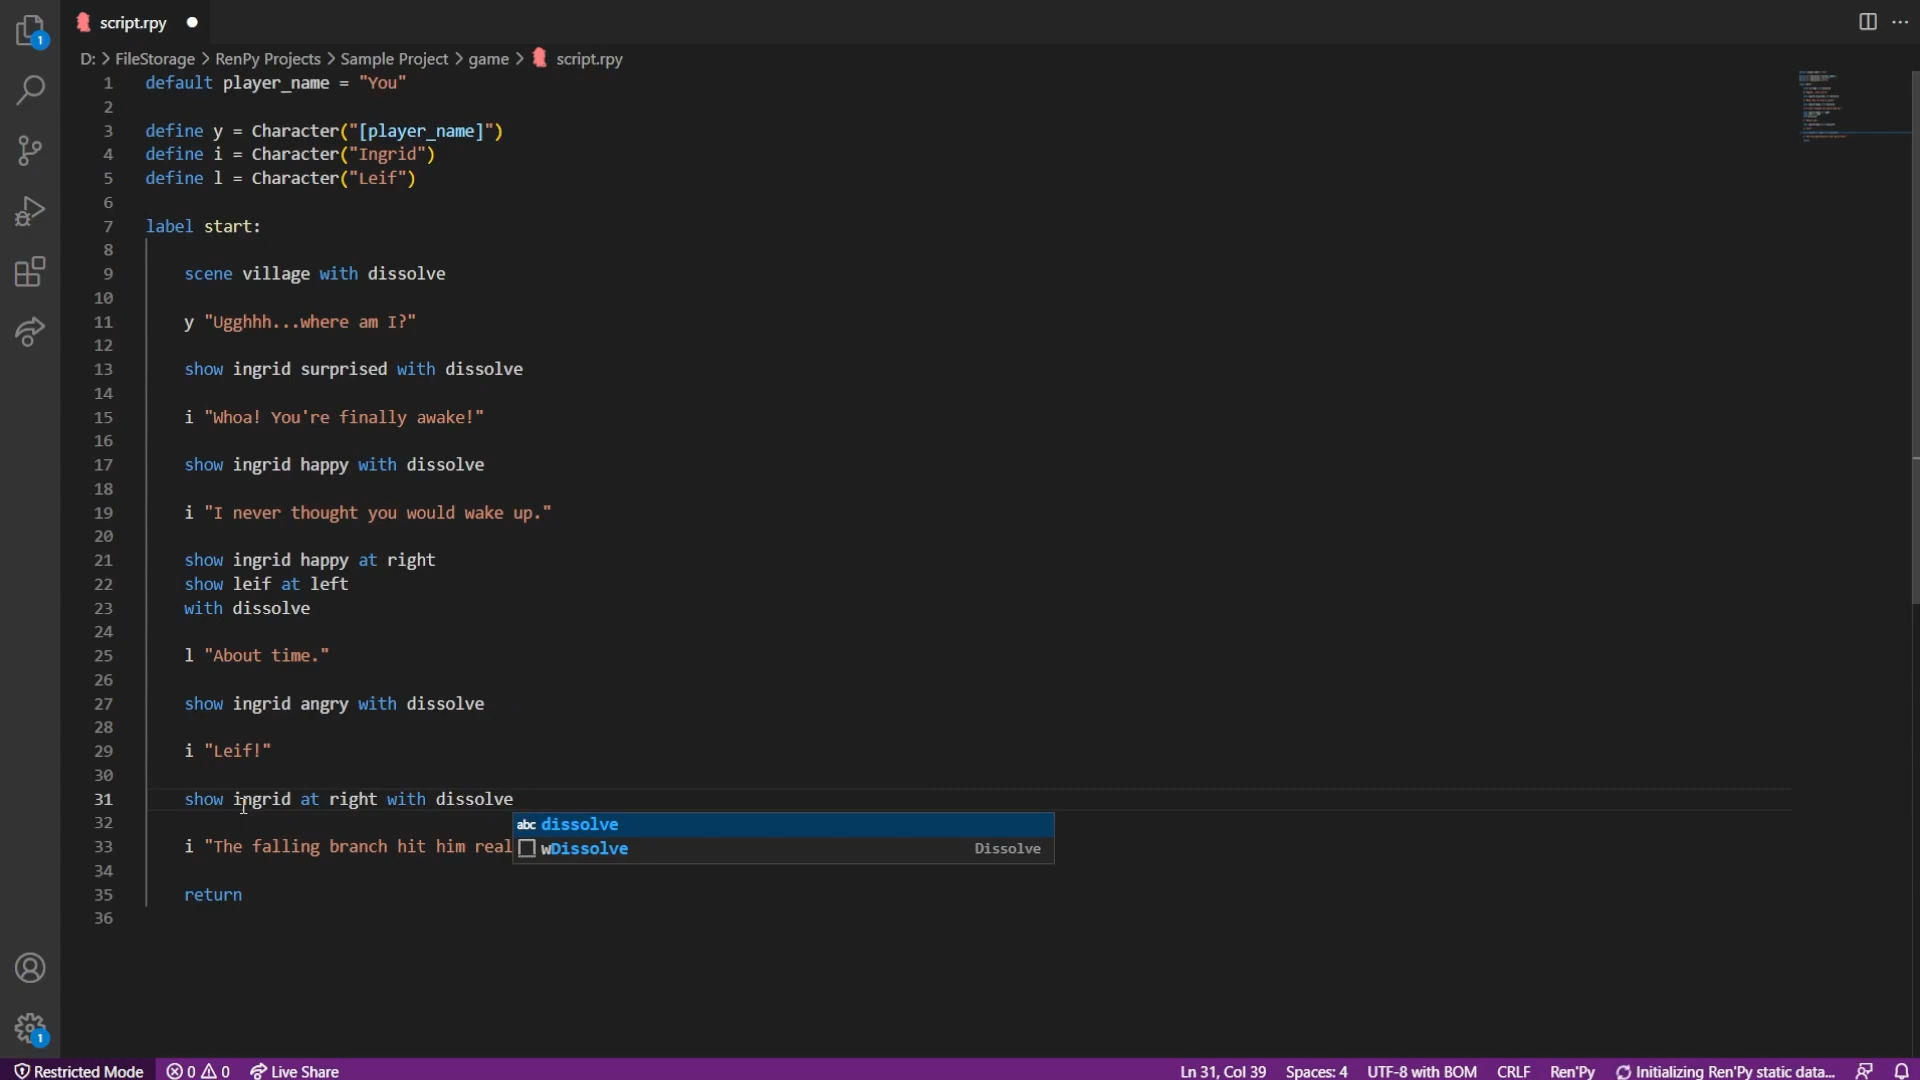 script.rpy
D: > FileStorage > RenPy Projects > Sample Project > game > script.rpy
1 default player_name = "You"
2
3 define y = Character("[player_name]")
4 define i = Character("Ingrid")
5 define l = Character("Leif")
6
7 label start:
8
9 scene village with dissolve
10
11 y "Ugghhh...where am I?"
12
13 show ingrid surprised with dissolve
14
15 i "Whoa! You're finally awake!"
16
17 show ingrid happy with dissolve
18
19 i "I never thought you would wake up."
20
21 show ingrid happy at right
22 show leif at left
23 with dissolve
24
25 l "About time."
26
27 show ingrid angry with dissolve
28
29 i "Leif!"
30
31 show ingrid at right with dissolve
abc dissolve
32
wDissolve Dissolve
33 i "The falling branch hit him real
34
35 return
36
1
1
Restricted Mode 0 0 Live Share Ln 31, Col 39 Spaces: 4 UTF-8 with BOM CRLF Ren'Py Initializing Ren'Py static data...